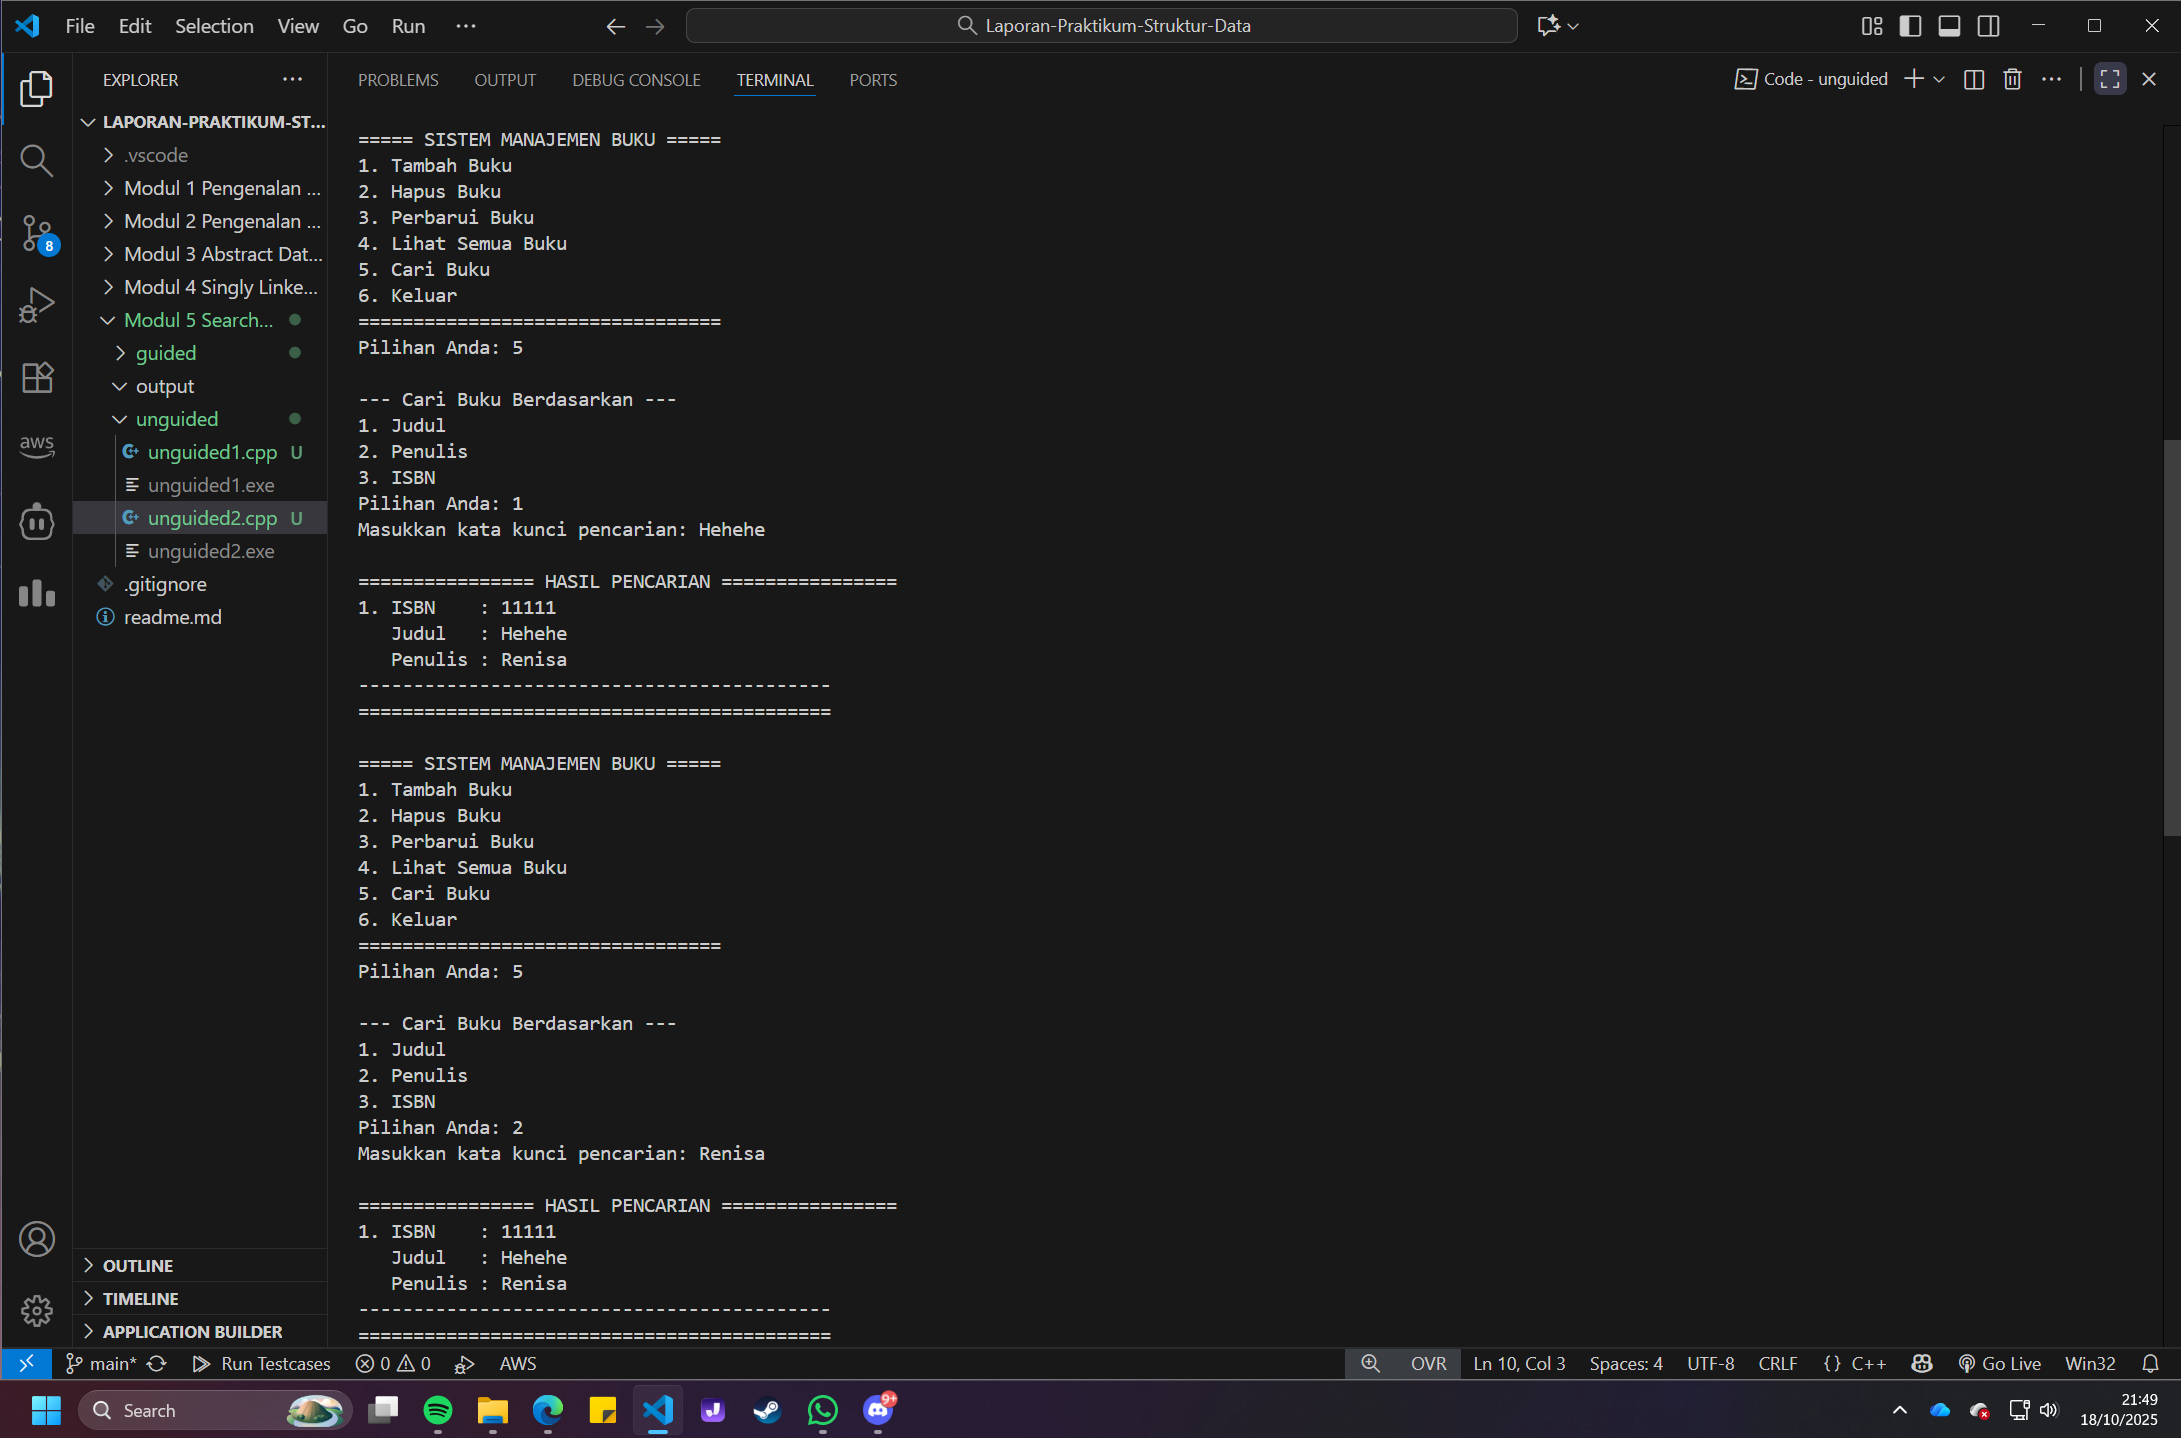 File Edit Selection View Go Run ···
Laporan-Praktikum-Struktur-Data
EXPLORER ···
LAPORAN-PRAKTIKUM-ST...
.vscode
Modul 1 Pengenalan ...
Modul 2 Pengenalan ...
Modul 3 Abstract Dat...
Modul 4 Singly Linke...
Modul 5 Search...
guided
output
unguided
unguided1.cpp U
unguided1.exe
unguided2.cpp U
unguided2.exe
.gitignore
readme.md
8
aws
OUTLINE
TIMELINE
APPLICATION BUILDER
PROBLEMS OUTPUT DEBUG CONSOLE TERMINAL PORTS
Code - unguided
===== SISTEM MANAJEMEN BUKU =====
1. Tambah Buku
2. Hapus Buku
3. Perbarui Buku
4. Lihat Semua Buku
5. Cari Buku
6. Keluar
=================================
Pilihan Anda: 5
--- Cari Buku Berdasarkan ---
1. Judul
2. Penulis
3. ISBN
Pilihan Anda: 1
Masukkan kata kunci pencarian: Hehehe
================ HASIL PENCARIAN ================
1. ISBN    : 11111
   Judul   : Hehehe
   Penulis : Renisa
-------------------------------------------
===========================================
===== SISTEM MANAJEMEN BUKU =====
1. Tambah Buku
2. Hapus Buku
3. Perbarui Buku
4. Lihat Semua Buku
5. Cari Buku
6. Keluar
=================================
Pilihan Anda: 5
--- Cari Buku Berdasarkan ---
1. Judul
2. Penulis
3. ISBN
Pilihan Anda: 2
Masukkan kata kunci pencarian: Renisa
================ HASIL PENCARIAN ================
1. ISBN    : 11111
   Judul   : Hehehe
   Penulis : Renisa
-------------------------------------------
===========================================
main* Run Testcases 0 0 AWS OVR Ln 10, Col 3 Spaces: 4 UTF-8 CRLF {} C++ Go Live Win32
Search
9+
21:49
18/10/2025